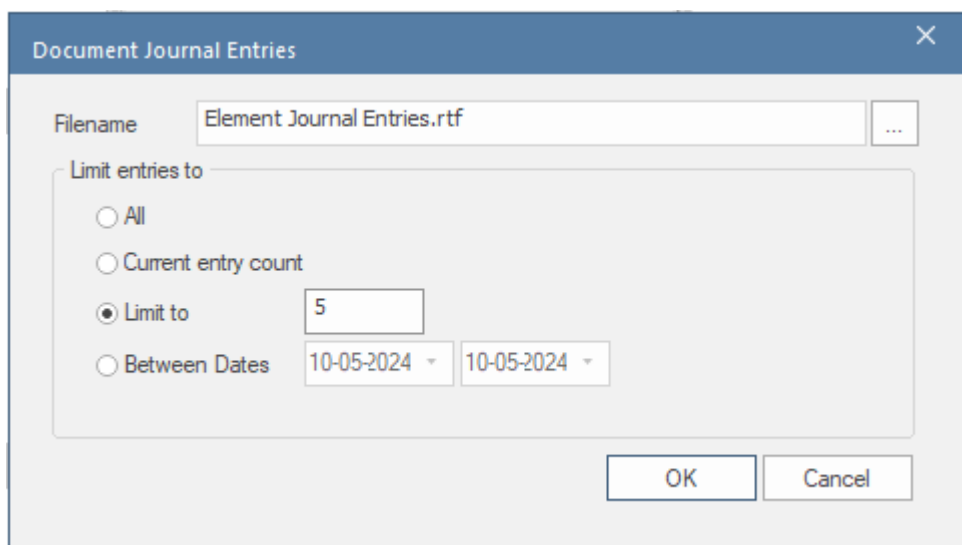 Document Journal Entries
Filename Element Journal Entries.rtf ...
Limit entries to
All
Current entry count
Limit to 5
Between Dates 10-05-2024 10-05-2024
OK Cancel